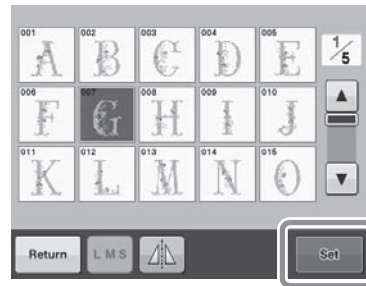 001 002 003 004 005
A B C D E
1/5
006 007 008 009 010
F G H I J
011 012 013 014 015
K L M N O
Return L M S Set